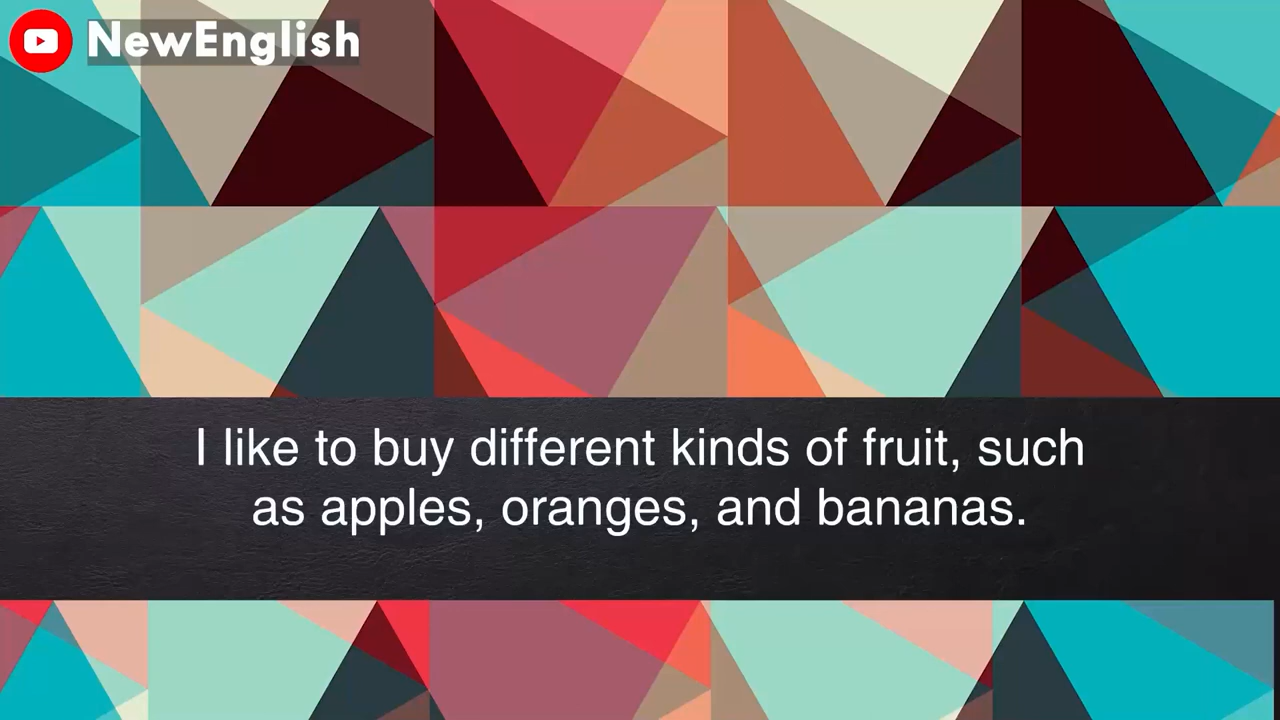 NewEnglish
I like to buy different kinds of fruit, such
as apples, oranges, and bananas.